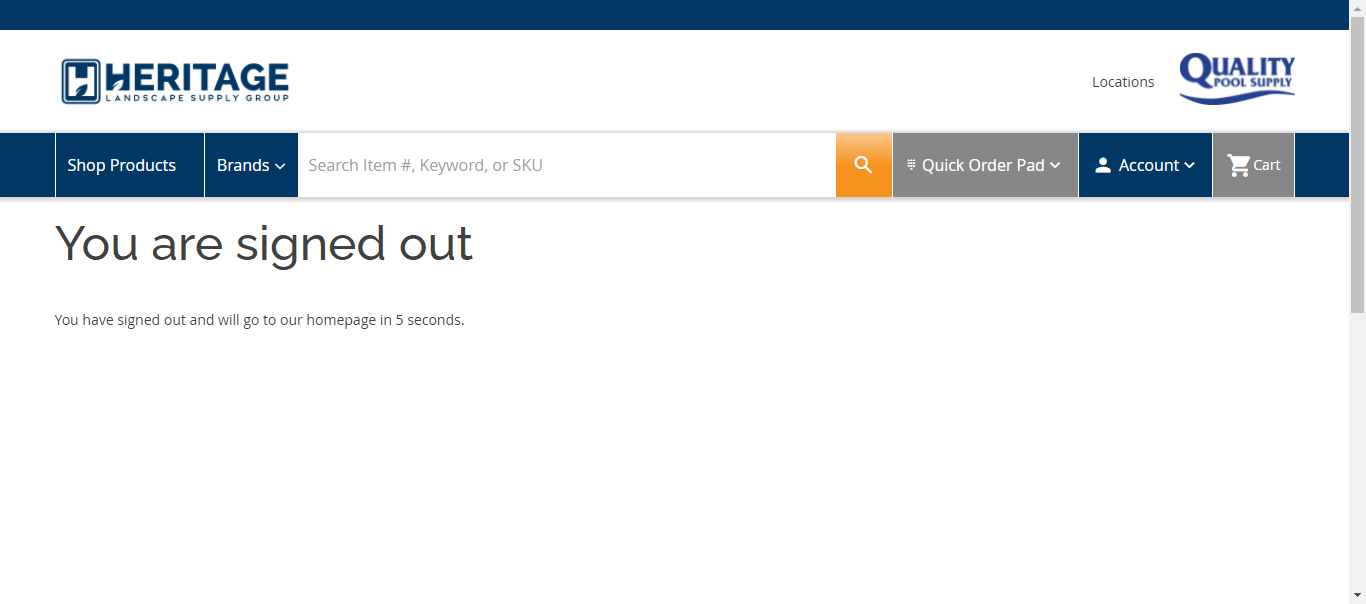 HERITAGE
LANDSCAPE SUPPLY GROUP
Locations
QUALITY
POOL SUPPLY
Shop Products
Brands
Search Item #, Keyword, or SKU
Quick Order Pad
Account
Cart
You are signed out
You have signed out and will go to our homepage in 5 seconds.